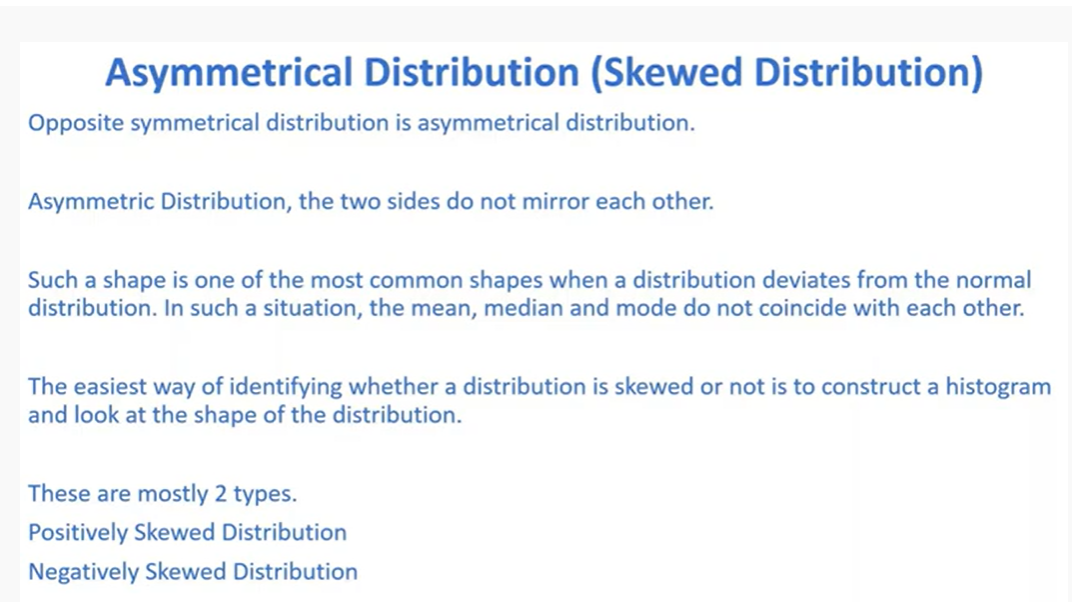 Asymmetrical Distribution (Skewed Distribution)
Opposite symmetrical distribution is asymmetrical distribution.
Asymmetric Distribution, the two sides do not mirror each other.
Such a shape is one of the most common shapes when a distribution deviates from the normal
distribution. In such a situation, the mean, median and mode do not coincide with each other.
The easiest way of identifying whether a distribution is skewed or not is to construct a histogram
and look at the shape of the distribution.
These are mostly 2 types.
Positively Skewed Distribution
Negatively Skewed Distribution